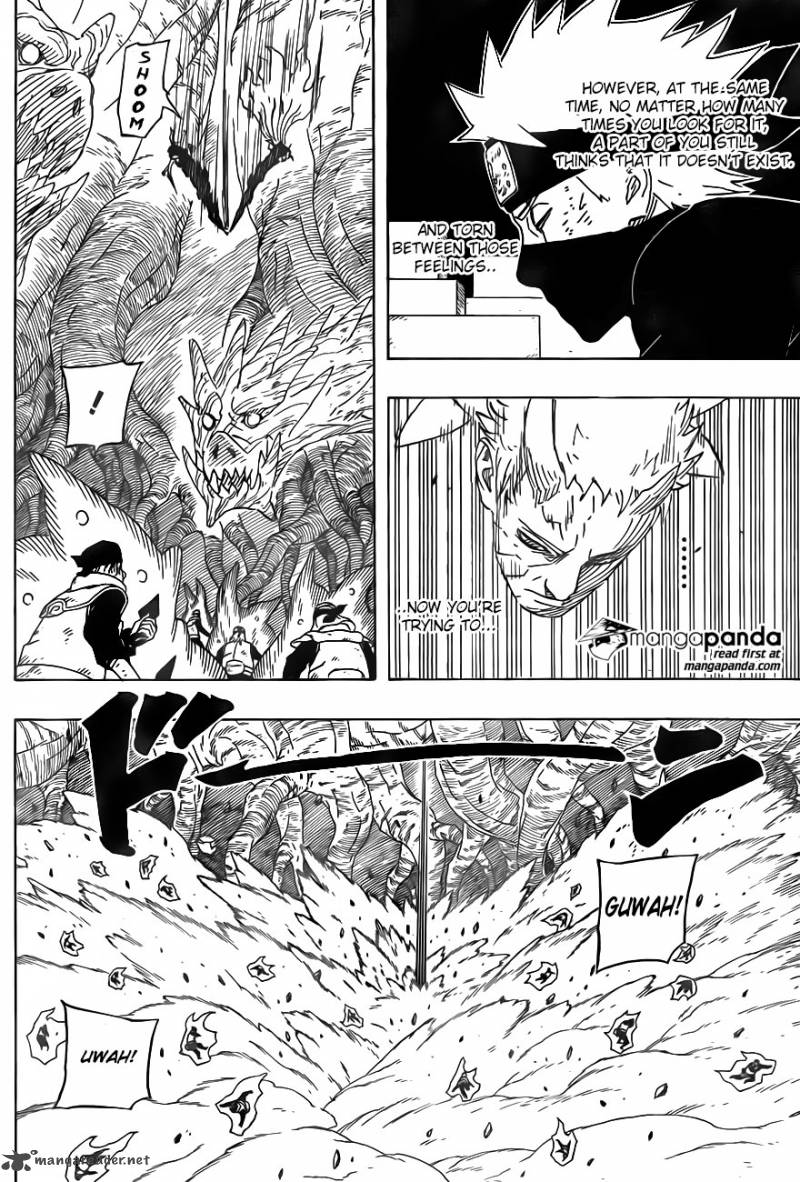 HOWEVER, AT THE SAME
TIME, NO MATTER HOW MANY
TIMES YOU LOOK FOR IT,
A PART OF YOU STILL
THINKS THAT IT DOESN'T EXIST.
AND TORN
BETWEEN THOSE
FEELINGS..
SHOOM
!
.......
..NOW YOU'RE
TRYING TO...
mangapanda
read first at
mangapanda.com
ドーン
GUWAH!
UWAH!
mangareader.net